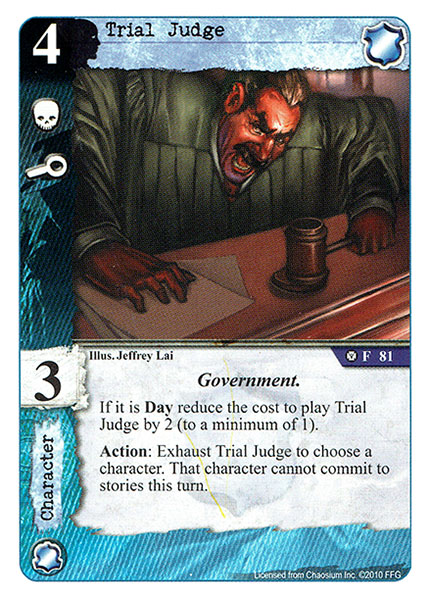 4
Trial Judge
Illus. Jeffrey Lai
F 81
3
Government.
If it is Day reduce the cost to play Trial
Judge by 2 (to a minimum of 1).
Action: Exhaust Trial Judge to choose a
character. That character cannot commit to
stories this turn.
Character
Licensed from Chaosium Inc. ©2010 FFG